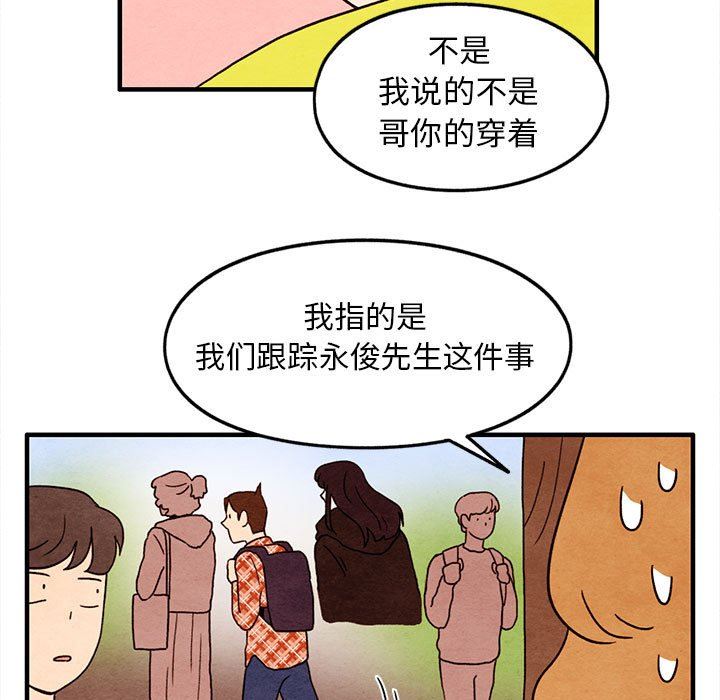 不是
我说的不是
哥你的穿着
我指的是
我们跟踪永俊先生这件事